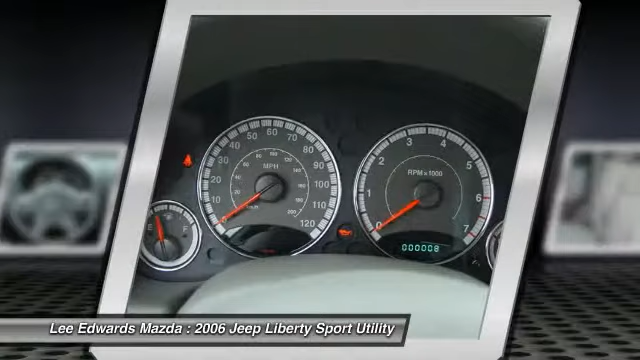 10 20 30 40 50 60 70 80 90 100 120
MPH
0 1 2 3 4 5 6 7
RPM x 1000
E F
000008
Lee Edwards Mazda : 2006 Jeep Liberty Sport Utility